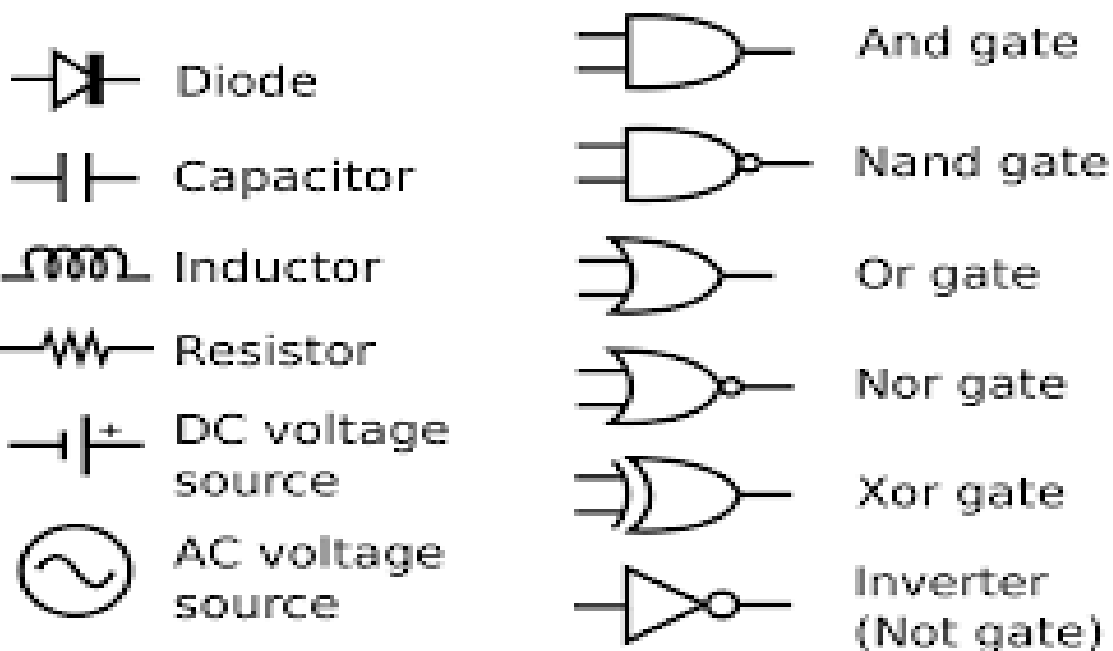 Diode
Capacitor
Inductor
Resistor
+
DC voltage
source
AC voltage
source
And gate
Nand gate
Or gate
Nor gate
Xor gate
Inverter
(Not gate)